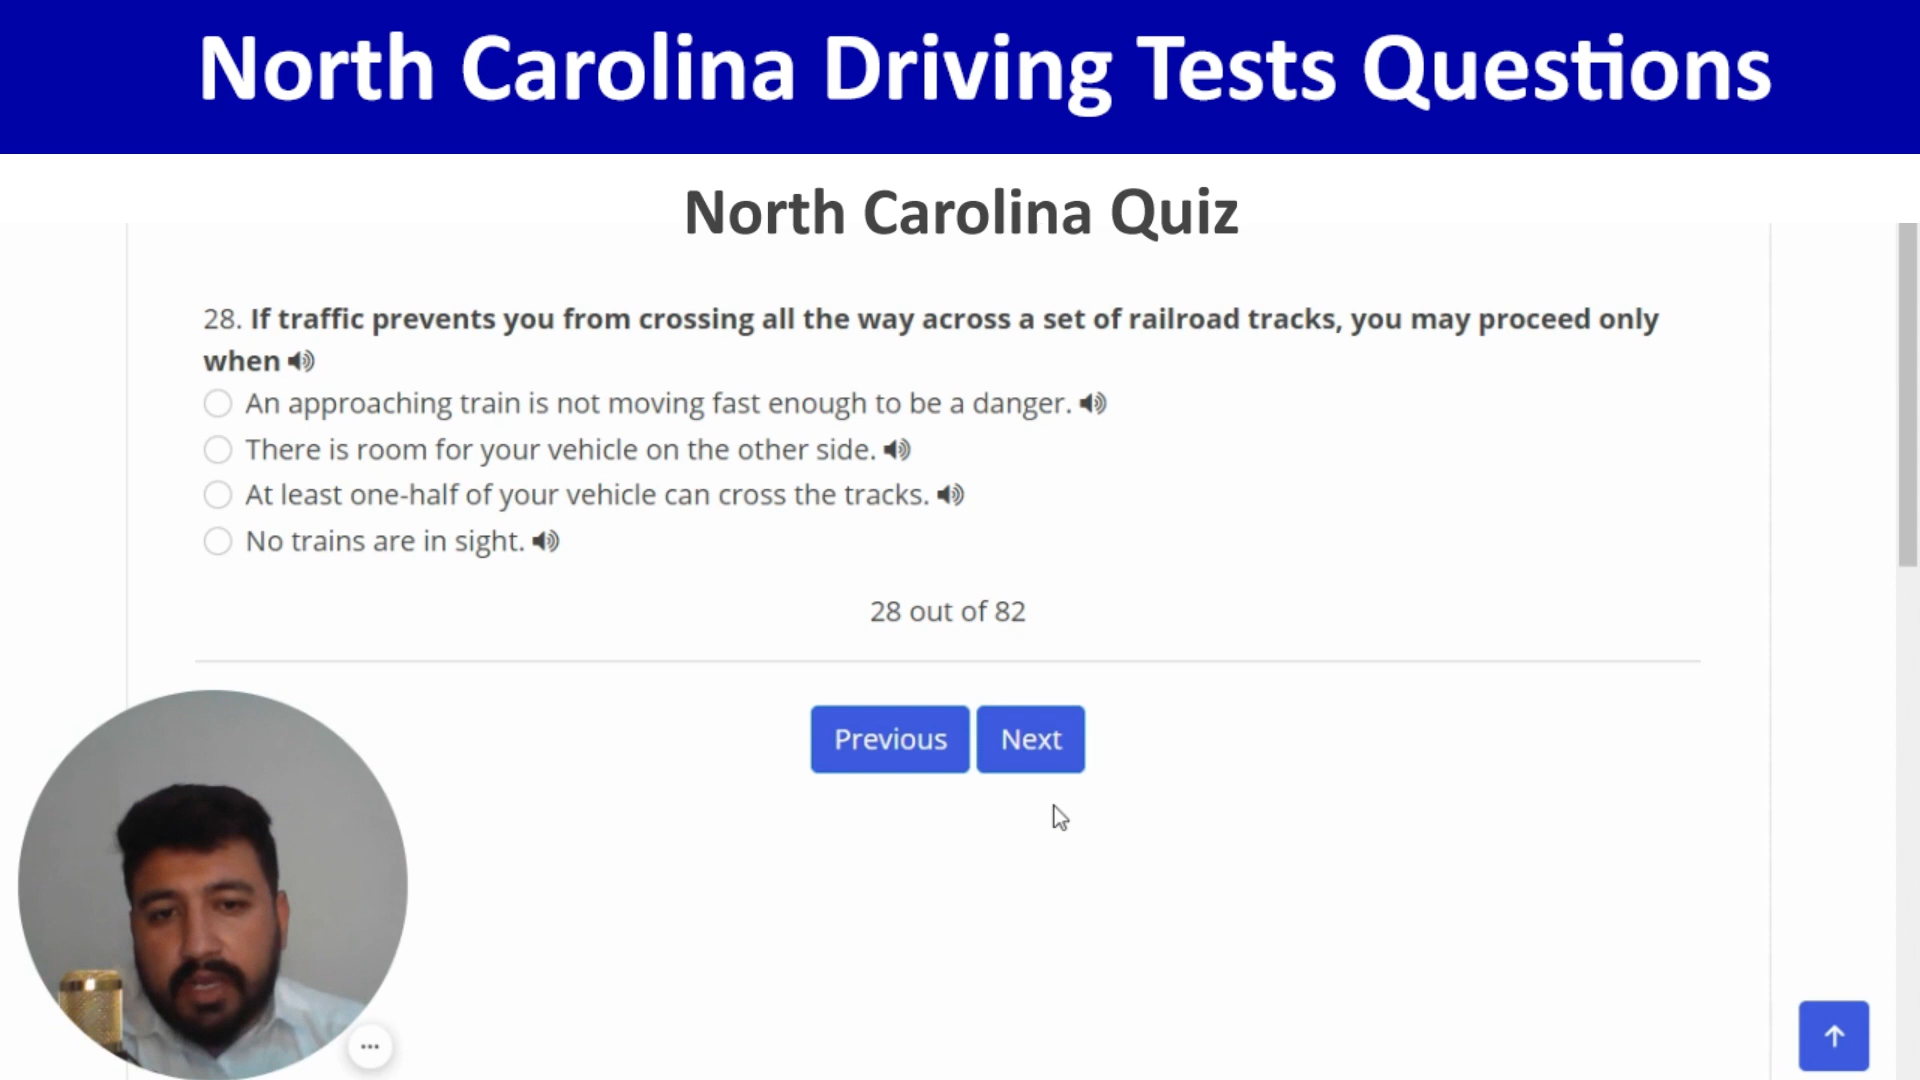 North Carolina Driving Tests Questions
North Carolina Quiz
28. If traffic prevents you from crossing all the way across a set of railroad tracks, you may proceed only
when
An approaching train is not moving fast enough to be a danger.
There is room for your vehicle on the other side.
At least one-half of your vehicle can cross the tracks.
No trains are in sight.
28 out of 82
Previous Next